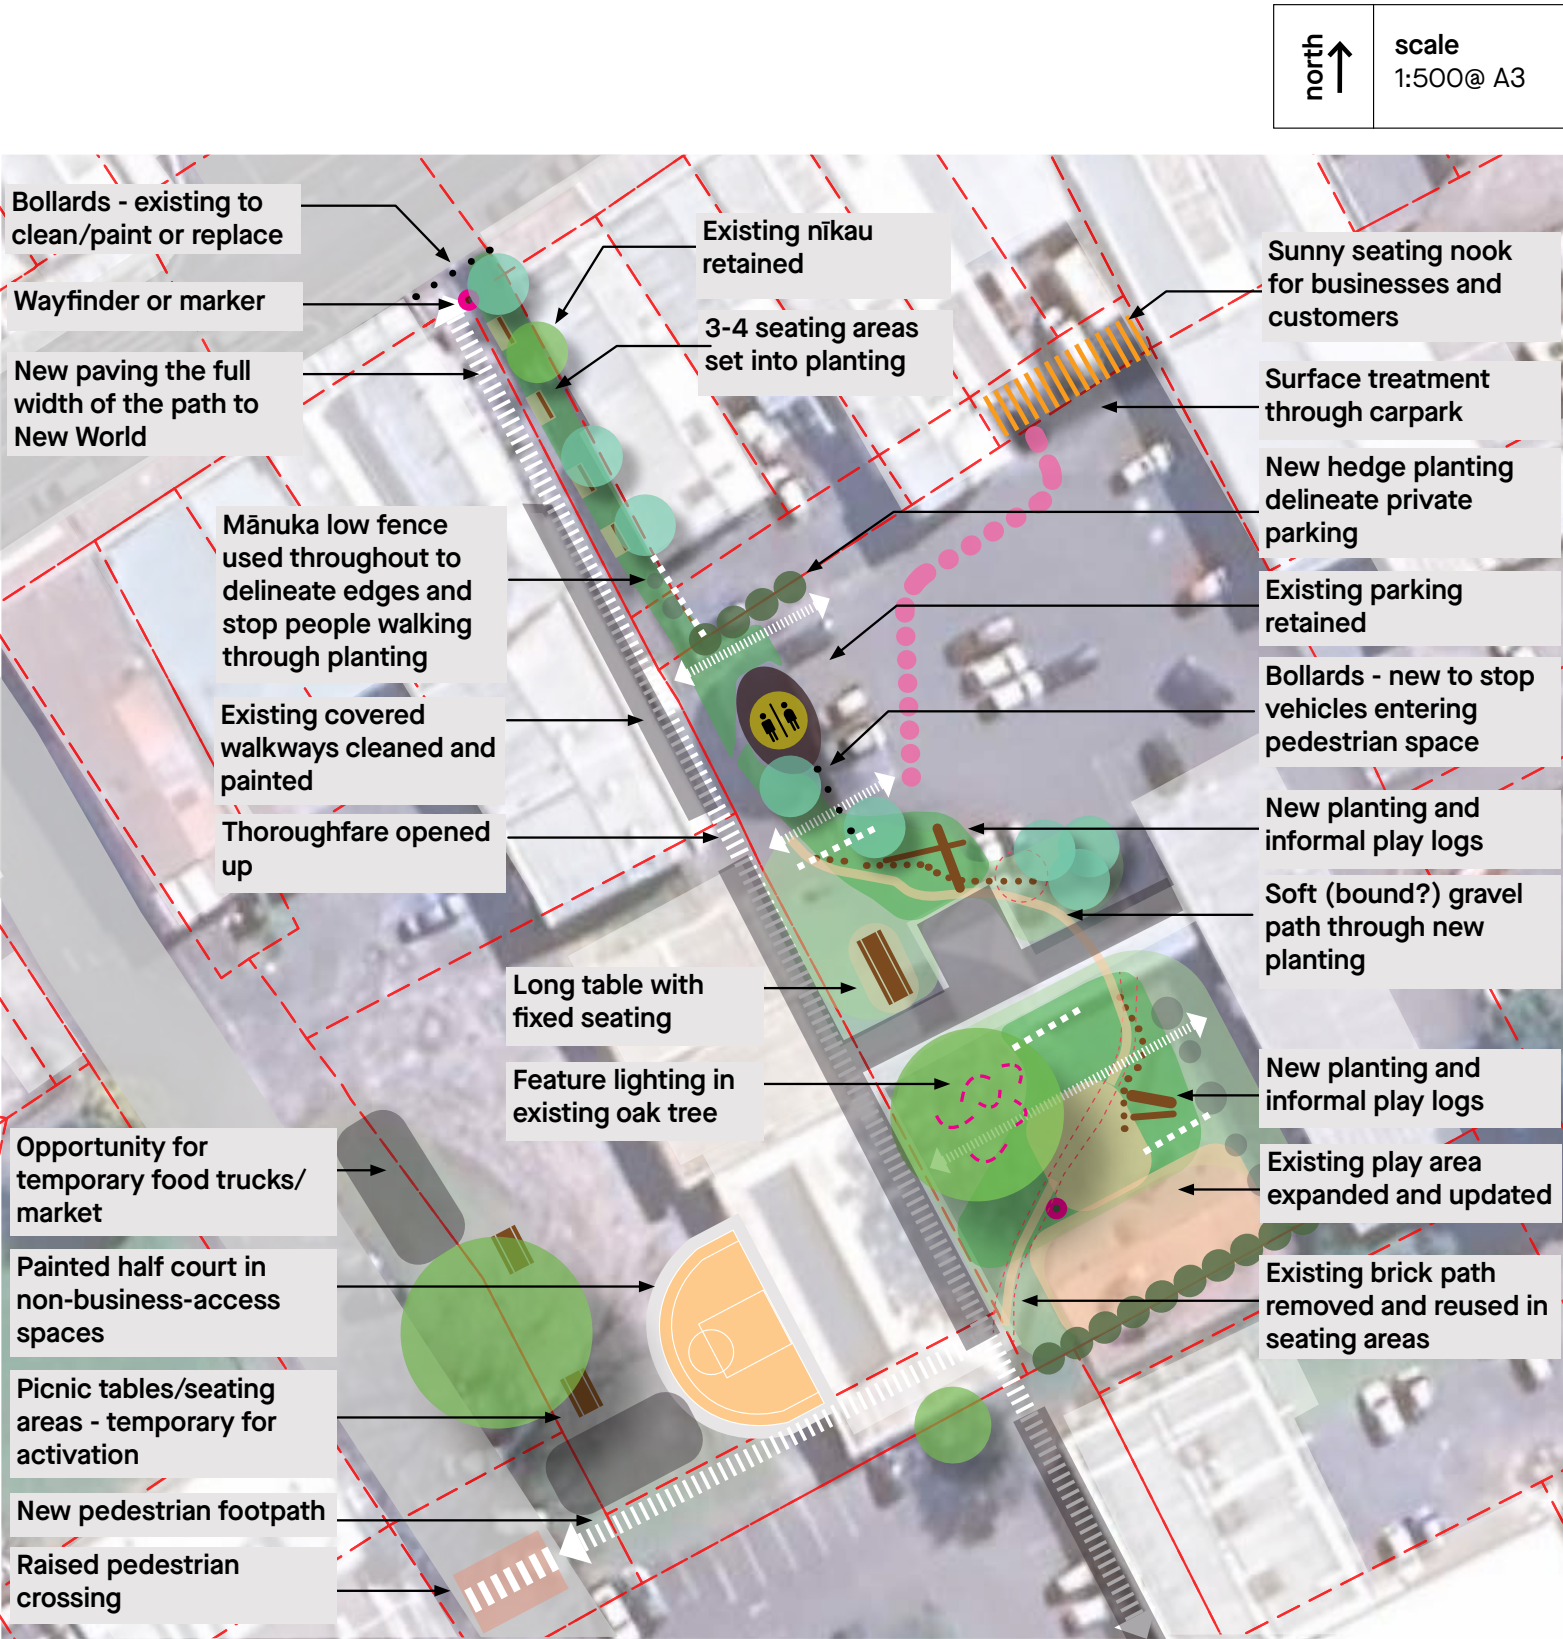 north
scale
1:500@ A3
Bollards - existing to
clean/paint or replace
Wayfinder or marker
New paving the full
width of the path to
New World
Existing nīkau
retained
3-4 seating areas
set into planting
Sunny seating nook
for businesses and
customers
Surface treatment
through carpark
New hedge planting
delineate private
parking
Existing parking
retained
Bollards - new to stop
vehicles entering
pedestrian space
New planting and
informal play logs
Soft (bound?) gravel
path through new
planting
New planting and
informal play logs
Existing play area
expanded and updated
Existing brick path
removed and reused in
seating areas
Mānuka low fence
used throughout to
delineate edges and
stop people walking
through planting
Existing covered
walkways cleaned and
painted
Thoroughfare opened
up
Long table with
fixed seating
Feature lighting in
existing oak tree
Opportunity for
temporary food trucks/
market
Painted half court in
non-business-access
spaces
Picnic tables/seating
areas - temporary for
activation
New pedestrian footpath
Raised pedestrian
crossing